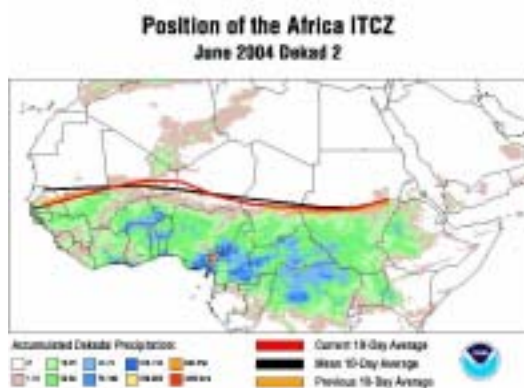 Position of the Africa ITCZ
June 2004 Dekad 2
Accumulated Dekadal Precipitation:
Current 10-Day Average
Mean 10-Day Average
Previous 10-Day Average